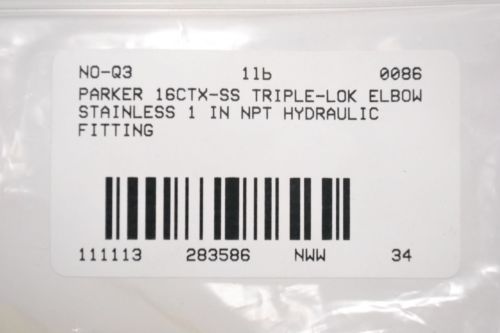 NO-Q3 1lb 0086
PARKER 16CTX-SS TRIPLE-LOK ELBOW
STAINLESS 1 IN NPT HYDRAULIC
FITTING
111113 283586 NWW 34